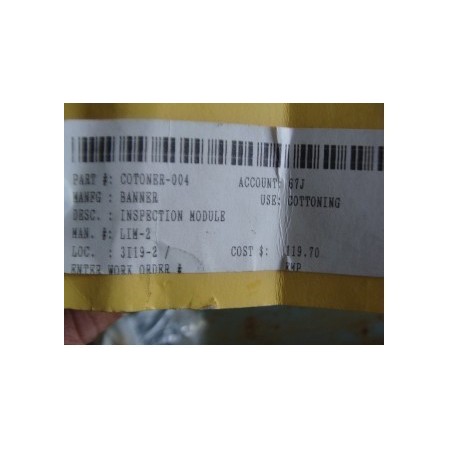 PART #: COTONER-004 ACCOUNT: 67J
MANFG : BANNER USE: COTTONING
DESC. : INSPECTION MODULE
MAN. #: LIM-2
LOC. : 3I19-2 / COST $: 119.70
ENTER WORK ORDER #